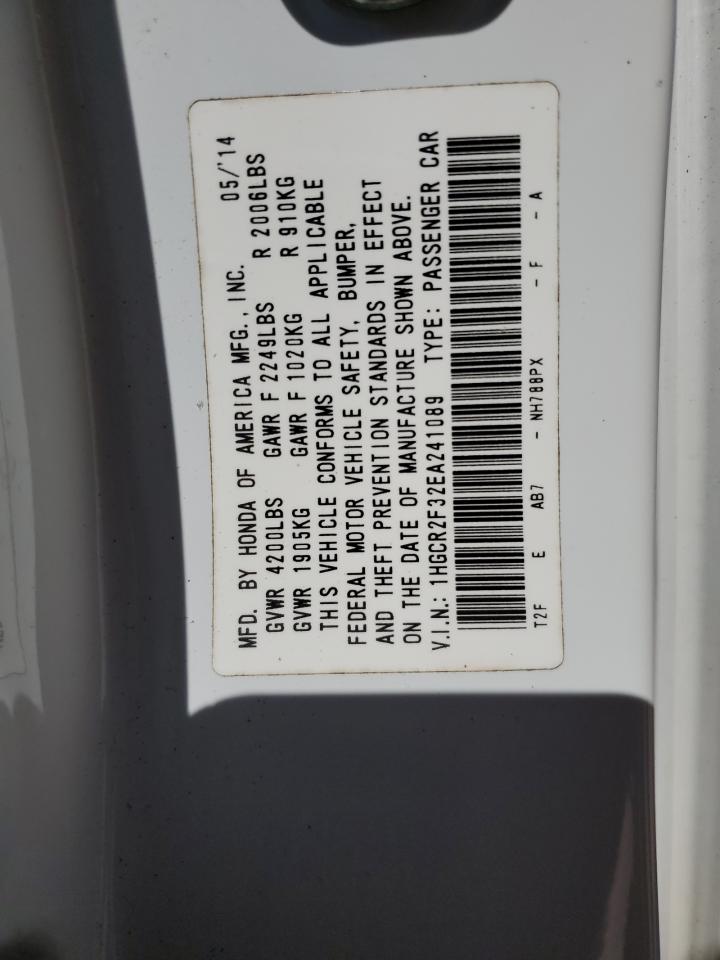 MFD. BY HONDA OF AMERICA MFG., INC. 05/'14
GVWR 4200LBS GAWR F 2249LBS R 2006LBS
GVWR 1905KG GAWR F 1020KG R 910KG
THIS VEHICLE CONFORMS TO ALL APPLICABLE
FEDERAL MOTOR VEHICLE SAFETY, BUMPER,
AND THEFT PREVENTION STANDARDS IN EFFECT
ON THE DATE OF MANUFACTURE SHOWN ABOVE.
V.I.N.: 1HGCR2F32EA241089 TYPE: PASSENGER CAR
T2F E AB7 - NH788PX - F - A